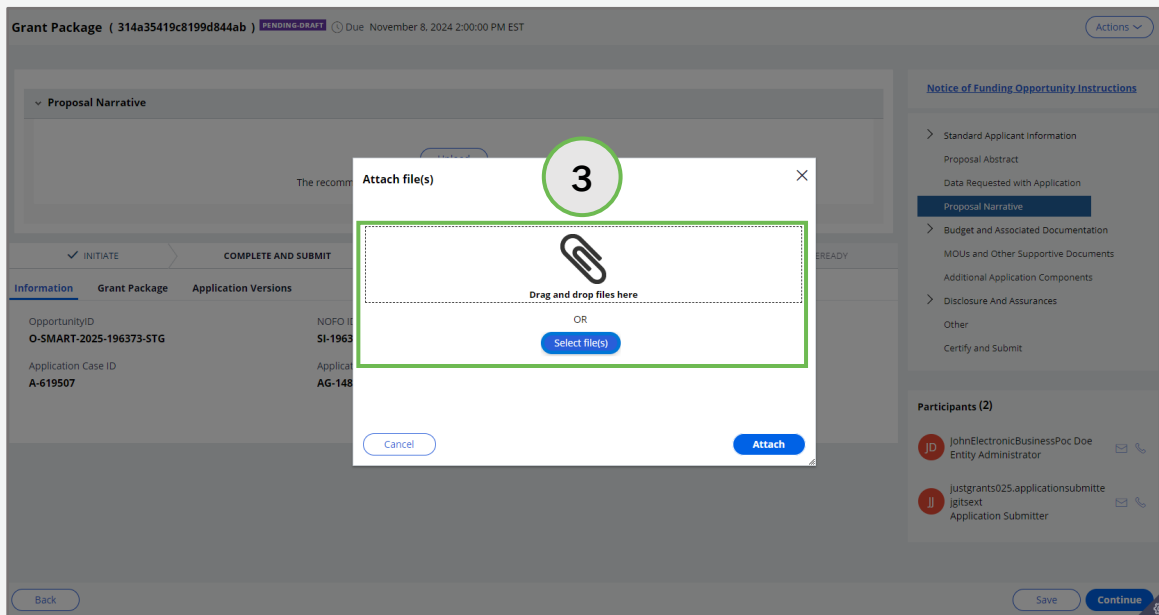 Grant Package ( 314a35419c8199d844ab ) PENDING-DRAFT Due November 8, 2024 2:00:00 PM EST
Actions
Notice of Funding Opportunity Instructions
Proposal Narrative
Upload
The recomm
Attach file(s)
3
Drag and drop files here
OR
Select file(s)
Cancel
Attach
INITIATE
COMPLETE AND SUBMIT
EREADY
Information Grant Package Application Versions
OpportunityID
O-SMART-2025-196373-STG
NOFO ID
SI-1963
Application Case ID
A-619507
Applicat
AG-148
Standard Applicant Information
Proposal Abstract
Data Requested with Application
Proposal Narrative
Budget and Associated Documentation
MOUs and Other Supportive Documents
Additional Application Components
Disclosure And Assurances
Other
Certify and Submit
Participants (2)
JD
JohnElectronicBusinessPoc Doe
Entity Administrator
JJ
justgrants025.applicationsubmitte
jgitsext
Application Submitter
Back
Save
Continue